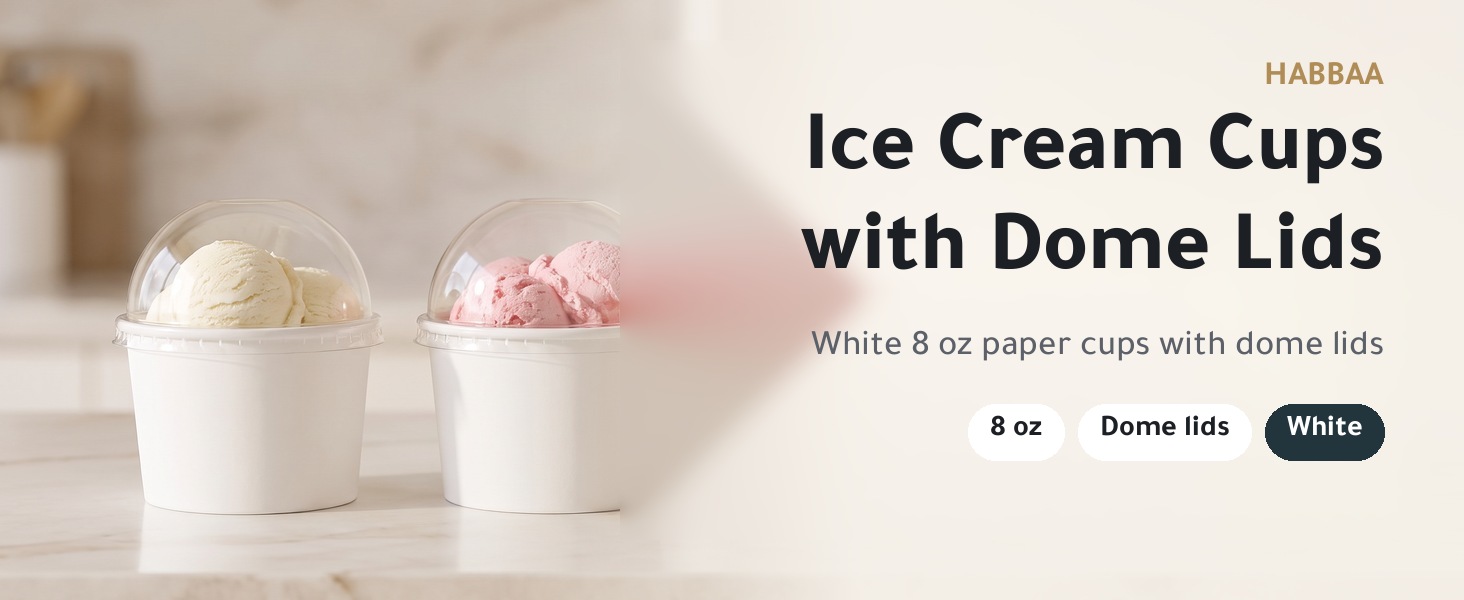 HABBAA
Ice Cream Cups
with Dome Lids
White 8 oz paper cups with dome lids
8 oz
Dome lids
White